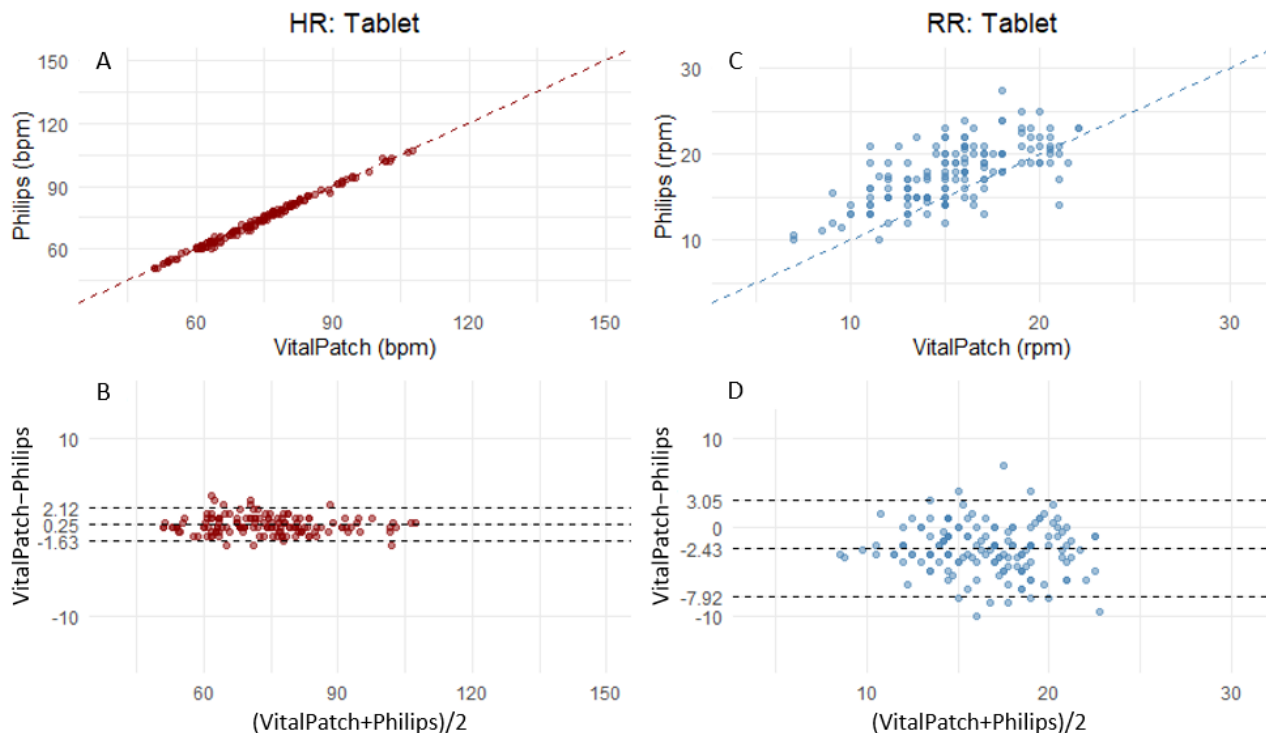 HR: Tablet
A
150
120
90
60
Philips (bpm)
60
90
120
150
VitalPatch (bpm)
RR: Tablet
C
30
20
10
Philips (rpm)
10
20
30
VitalPatch (rpm)
B
10
2.12
0.25
-1.63
-10
VitalPatch−Philips
60
90
120
150
(VitalPatch+Philips)/2
D
10
3.05
0
-2.43
-7.92
-10
VitalPatch−Philips
10
20
30
(VitalPatch+Philips)/2